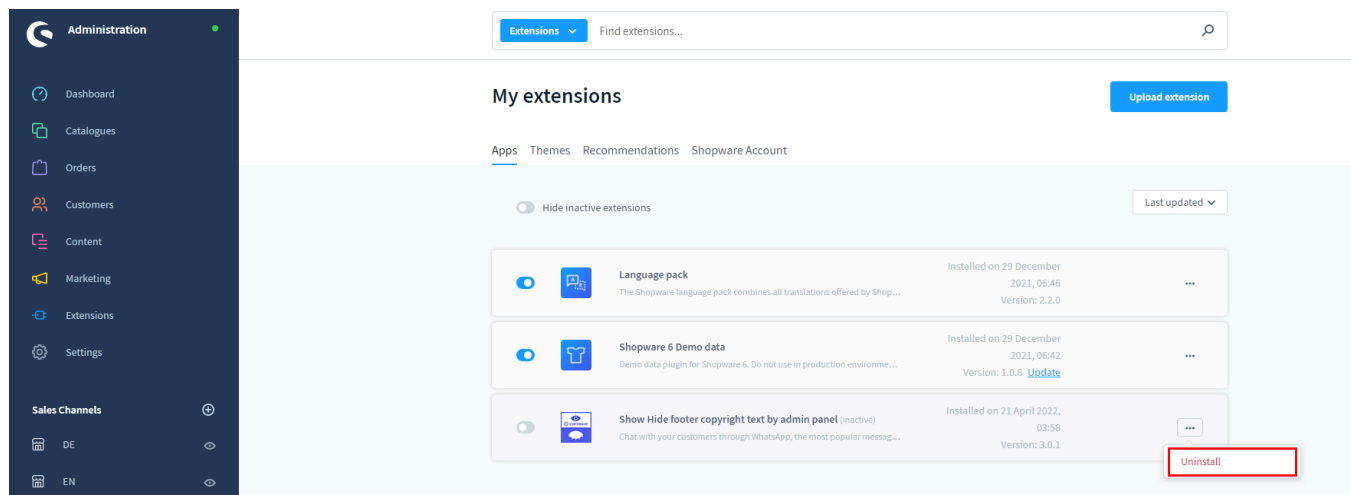 Administration
Dashboard
Catalogues
Orders
Customers
Content
Marketing
Extensions
Settings
Sales Channels
DE
EN
Extensions
Find extensions...
My extensions
Upload extension
Apps Themes Recommendations Shopware Account
Hide inactive extensions
Last updated
Language pack
The Shopware language pack combines all translations offered by Shop...
Installed on 29 December
2021, 06:46
Version: 2.2.0
Shopware 6 Demo data
Demo data plugin for Shopware 6. Do not use in production environme...
Installed on 29 December
2021, 06:42
Version: 1.0.8 Update
COPYRIGHT
Show Hide footer copyright text by admin panel (inactive)
Chat with your customers through WhatsApp, the most popular messag...
Installed on 21 April 2022,
03:58
Version: 3.0.1
Uninstall